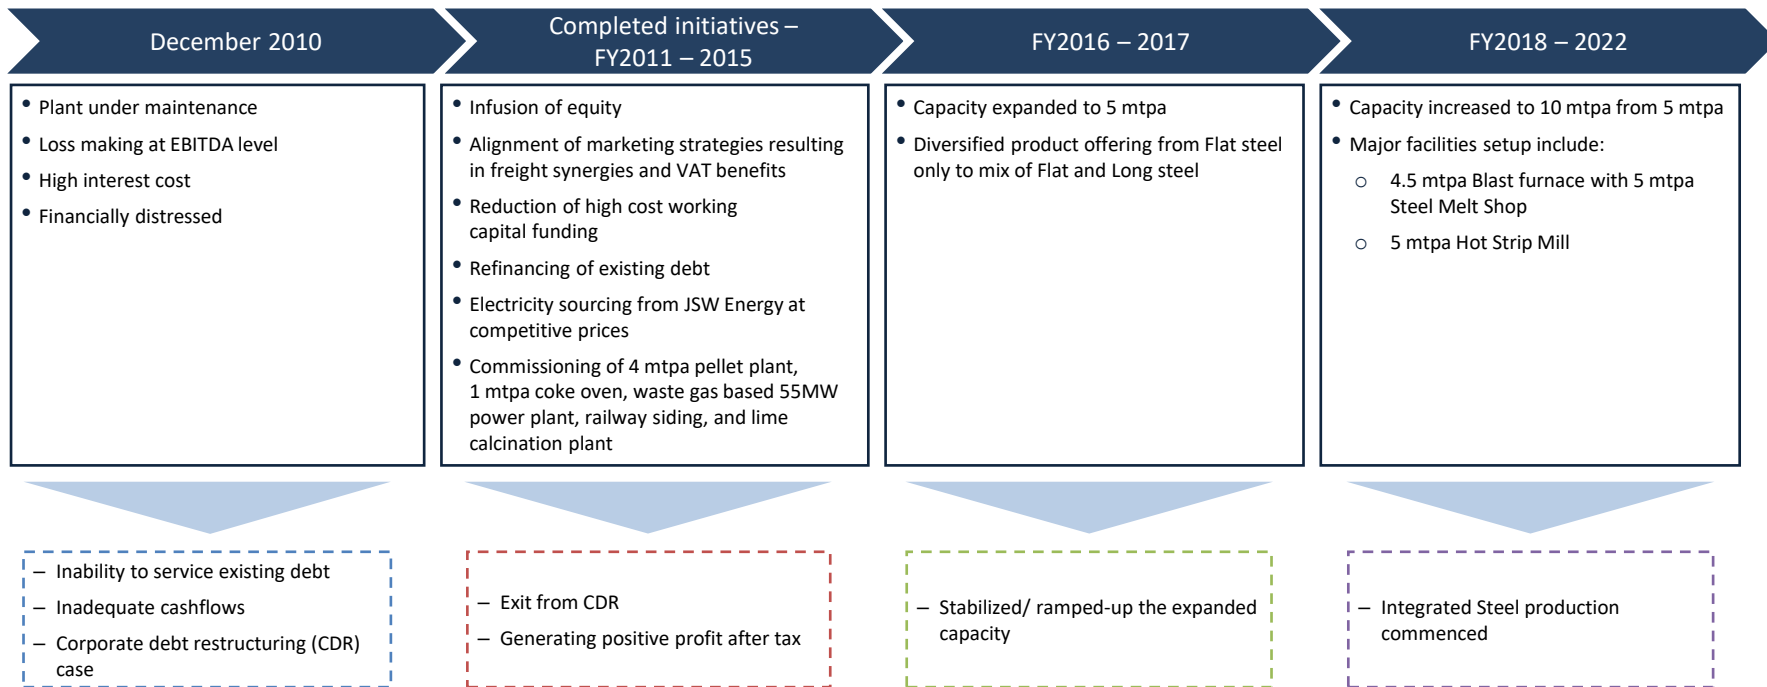 December 2010
Completed initiatives –
FY2011 – 2015
FY2016 – 2017
FY2018 – 2022
• Plant under maintenance
• Loss making at EBITDA level
• High interest cost
• Financially distressed
• Infusion of equity
• Alignment of marketing strategies resulting
in freight synergies and VAT benefits
• Reduction of high cost working
capital funding
• Refinancing of existing debt
• Electricity sourcing from JSW Energy at
competitive prices
• Commissioning of 4 mtpa pellet plant,
1 mtpa coke oven, waste gas based 55MW
power plant, railway siding, and lime
calcination plant
• Capacity expanded to 5 mtpa
• Diversified product offering from Flat steel
only to mix of Flat and Long steel
• Capacity increased to 10 mtpa from 5 mtpa
• Major facilities setup include:
o 4.5 mtpa Blast furnace with 5 mtpa
Steel Melt Shop
o 5 mtpa Hot Strip Mill
– Inability to service existing debt
– Inadequate cashflows
– Corporate debt restructuring (CDR)
case
– Exit from CDR
– Generating positive profit after tax
– Stabilized/ ramped-up the expanded
capacity
– Integrated Steel production
commenced